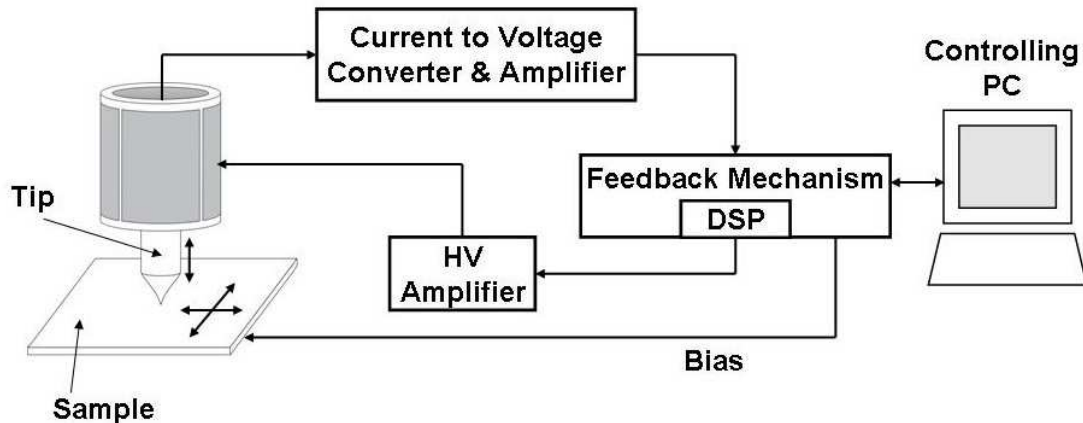 Current to Voltage
Converter & Amplifier
Controlling
PC
Feedback Mechanism
DSP
Tip
HV
Amplifier
Bias
Sample